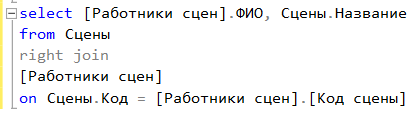 select [Работники сцен].ФИО, Сцены.Название
from Сцены
right join
[Работники сцен]
on Сцены.Код = [Работники сцен].[Код сцены]